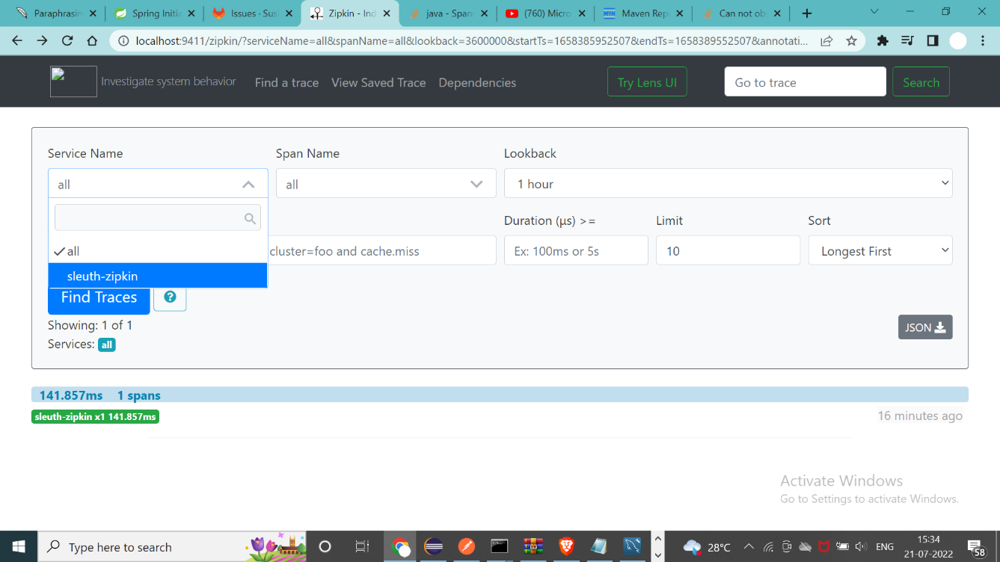 Paraphrasin
Spring Initia
Issues · Sus
Zipkin - Ind
java - Span
(760) Micro
MVN
Maven Rep
Can not ob
localhost:9411/zipkin/?serviceName=all&spanName=all&lookback=3600000&startTs=1658385952507&endTs=1658389552507&annotati...
Investigate system behavior
Find a trace
View Saved Trace
Dependencies
Try Lens UI
Go to trace
Search
Service Name
Span Name
Lookback
all
all
1 hour
Duration (μs) >=
Limit
Sort
all
cluster=foo and cache.miss
Ex: 100ms or 5s
10
Longest First
sleuth-zipkin
Find Traces
?
Showing: 1 of 1
JSON
Services: all
141.857ms 1 spans
sleuth-zipkin x1 141.857ms
16 minutes ago
Activate Windows
Go to Settings to activate Windows.
Type here to search
28°C
ENG
15:34
21-07-2022
58